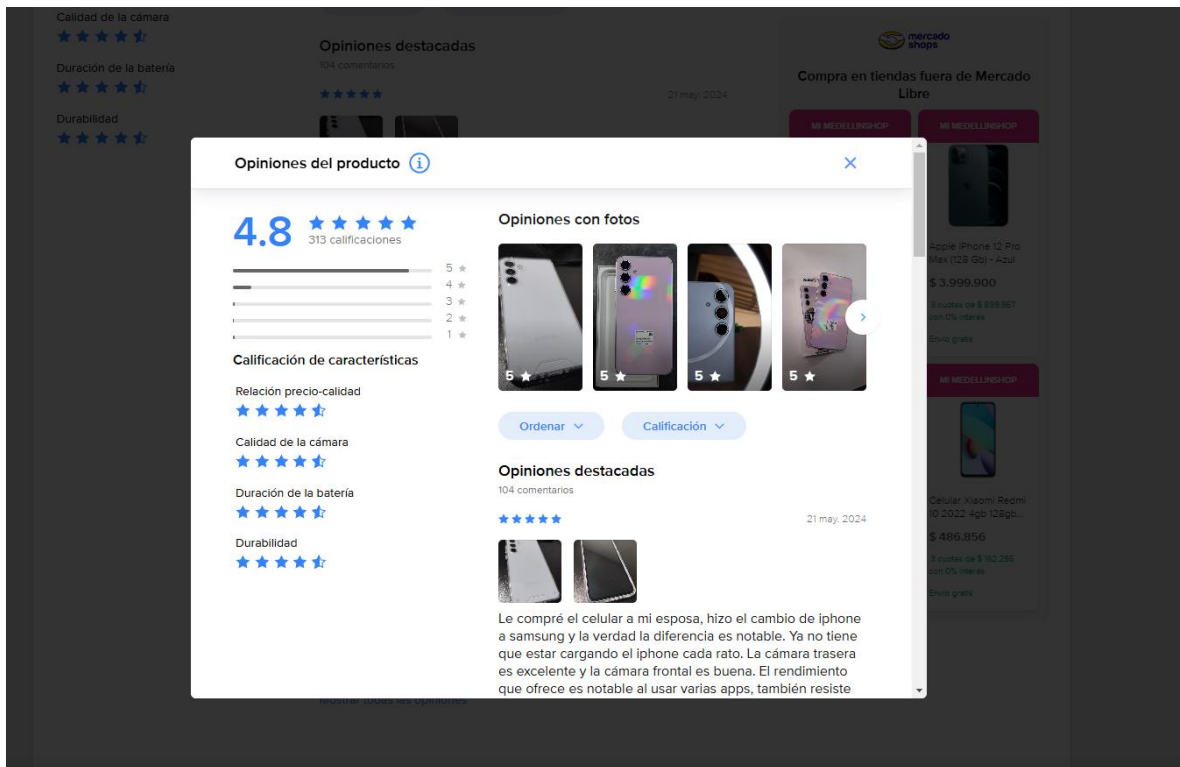 Calidad de la cámara
Duración de la batería
Durabilidad
Opiniones destacadas
104 comentarios
21 may. 2024
mercado
shops
Compra en tiendas fuera de Mercado
Libre
MI MEDELLINSHOP
MI MEDELLINSHOP
Opiniones del producto
4.8
313 calificaciones
5
4
3
2
1
Calificación de características
Relación precio-calidad
Calidad de la cámara
Duración de la batería
Durabilidad
Opiniones con fotos
5
5
5
5
Ordenar
Calificación
Opiniones destacadas
104 comentarios
21 may. 2024
Le compré el celular a mi esposa, hizo el cambio de iphone
a samsung y la verdad la diferencia es notable. Ya no tiene
que estar cargando el iphone cada rato. La cámara trasera
es excelente y la cámara frontal es buena. El rendimiento
que ofrece es notable al usar varias apps, también resiste
Apple iPhone 12 Pro
Max (128 Gb) - Azul
$ 3.999.900
con 0% interés
Envío gratis
MI MEDELLINSHOP
Celular Xiaomi Redmi
10 2022 4gb 128gb...
$ 486.856
con 0% interés
Envío gratis
Mostrar todas las opiniones